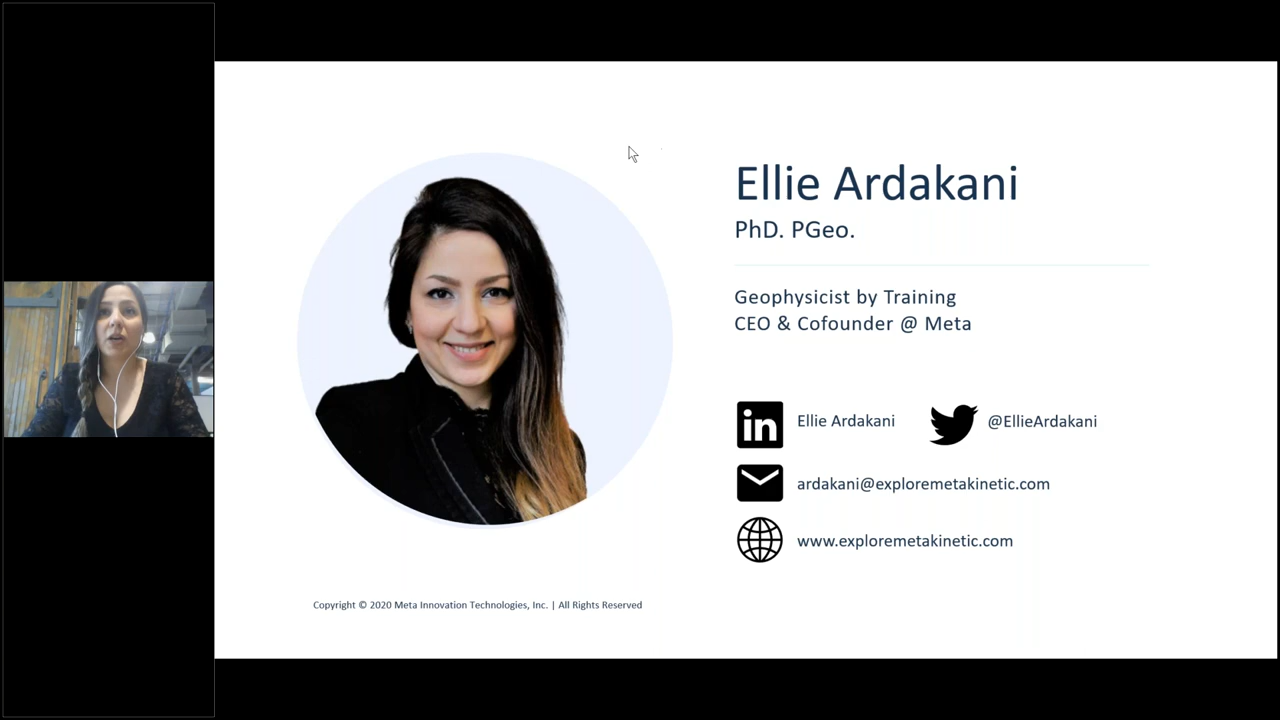 Ellie Ardakani
PhD. PGeo.
Geophysicist by Training
CEO & Cofounder @ Meta
in Ellie Ardakani @EllieArdakani
ardakani@exploremetakinetic.com
www.exploremetakinetic.com
Copyright © 2020 Meta Innovation Technologies, Inc. | All Rights Reserved